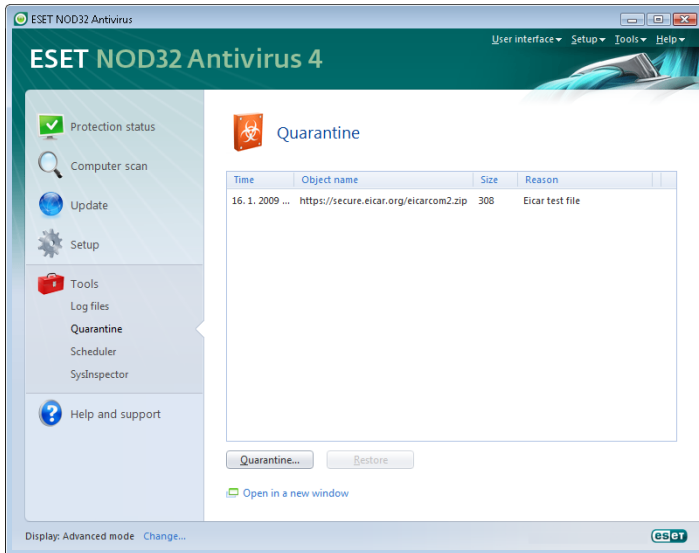 ESET NOD32 Antivirus
User interface Setup Tools Help
ESET NOD32 Antivirus 4
Protection status
Computer scan
Update
Setup
Tools
Log files
Quarantine
Scheduler
SysInspector
Help and support
Quarantine
Time Object name Size Reason
16. 1. 2009 ... https://secure.eicar.org/eicarcom2.zip 308 Eicar test file
Quarantine... Restore
Open in a new window
Display: Advanced mode Change...
eseT